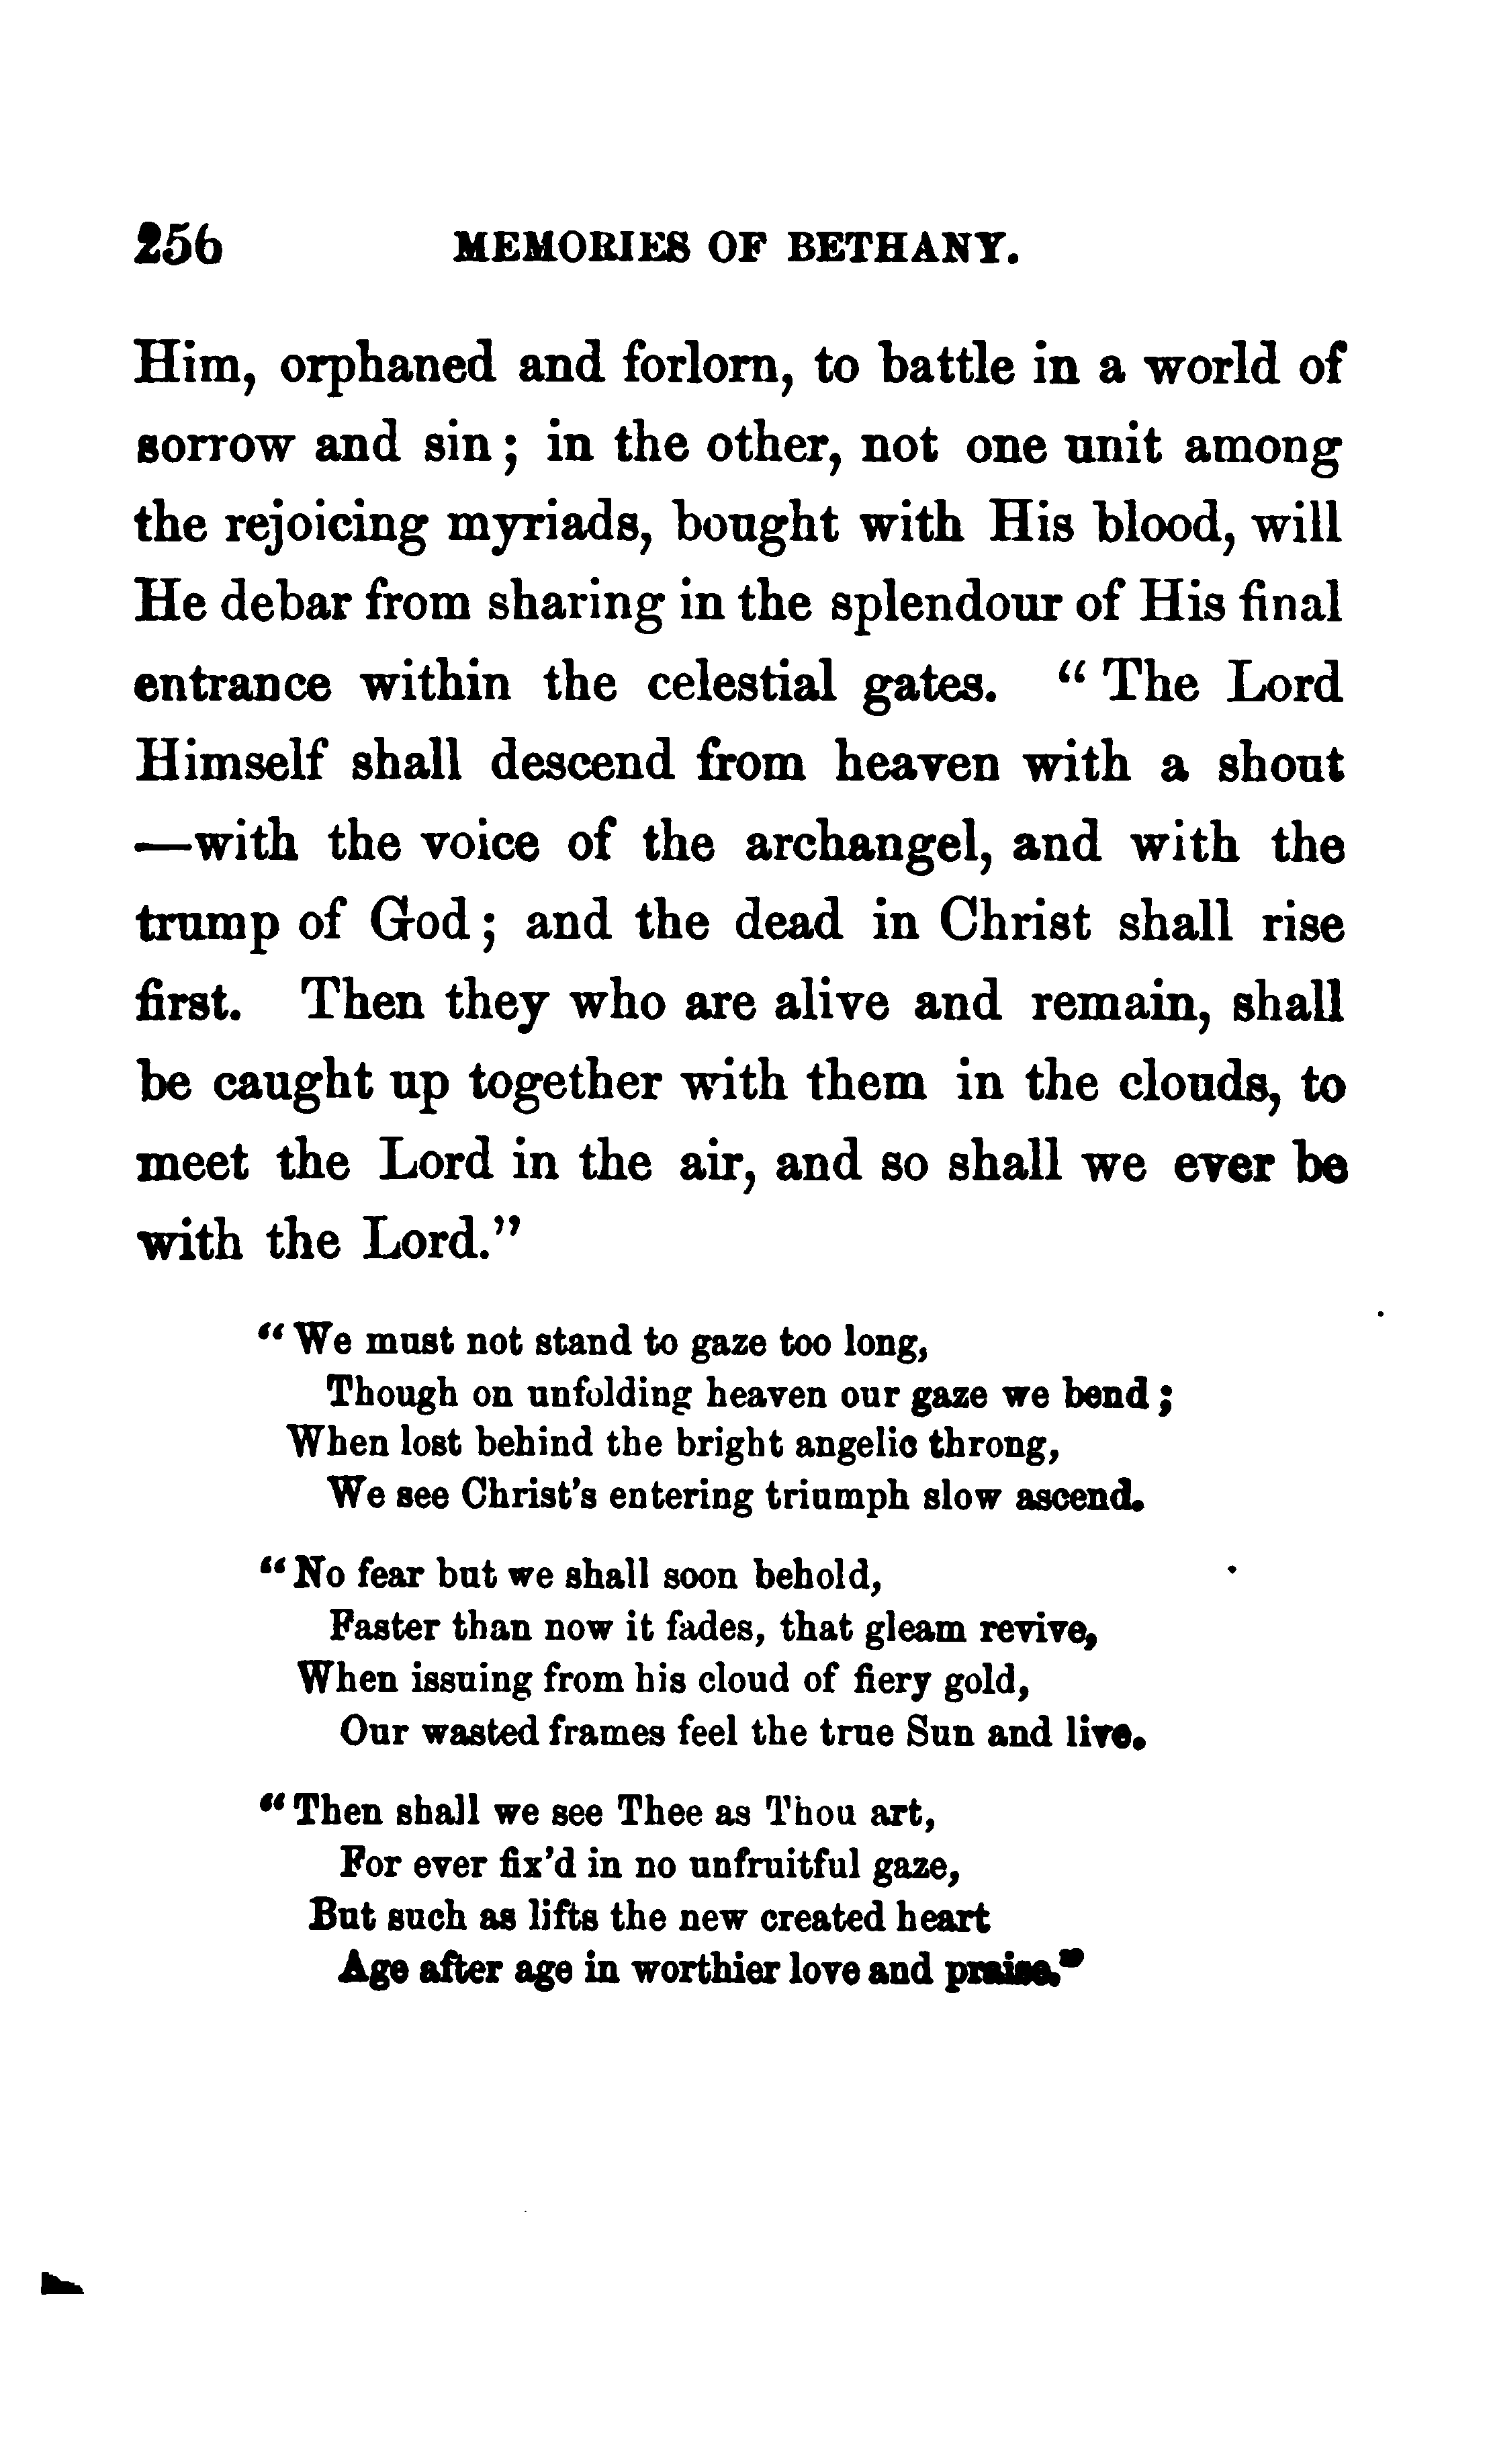 256 MEMORIES OF BETHANY.
Him, orphaned and forlorn, to battle in a world of
sorrow and sin; in the other, not one unit among
the rejoicing myriads, bought with His blood, will
He debar from sharing in the splendour of His final
entrance within the celestial gates. "The Lord
Himself shall descend from heaven with a shout
—with the voice of the archangel, and with the
trump of God; and the dead in Christ shall rise
first. Then they who are alive and remain, shall
be caught up together with them in the clouds, to
meet the Lord in the air, and so shall we ever be
with the Lord."
"We must not stand to gaze too long,
Though on unfolding heaven our gaze we bend;
When lost behind the bright angelic throng,
We see Christ's entering triumph slow ascend.
"No fear but we shall soon behold,
Faster than now it fades, that gleam revive,
When issuing from his cloud of fiery gold,
Our wasted frames feel the true Sun and live.
"Then shall we see Thee as Thou art,
For ever fix'd in no unfruitful gaze,
But such as lifts the new created heart
Age after age in worthier love and praise."